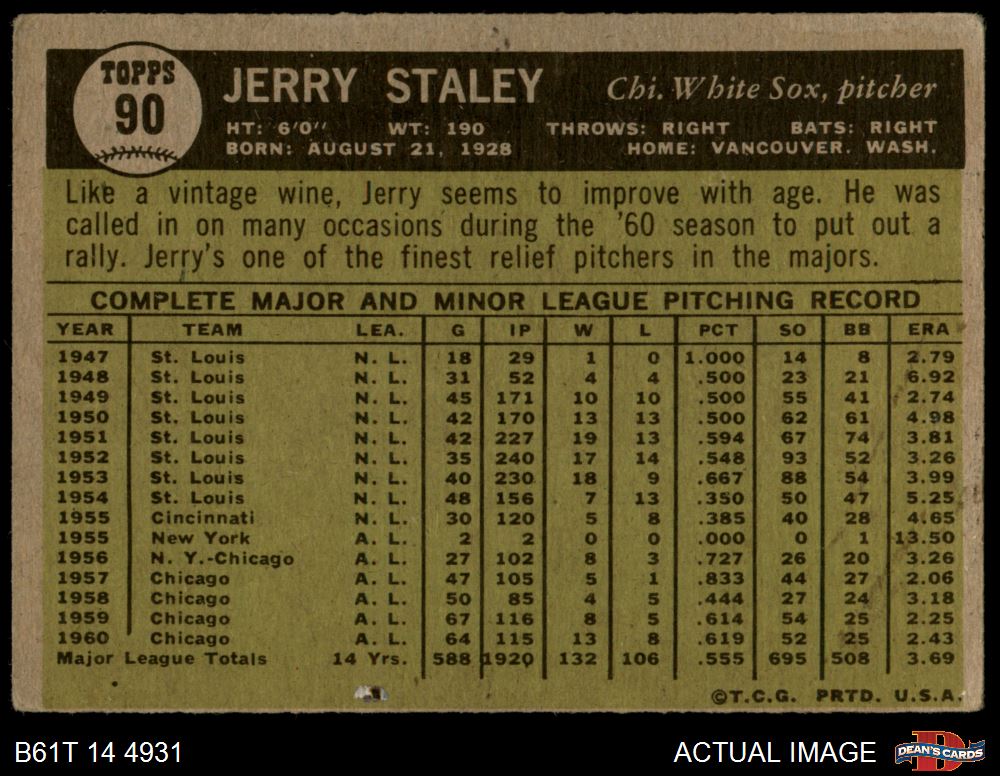 TOPPS
90
JERRY STALEY
Chi. White Sox, pitcher
HT: 6'0" WT: 190 THROWS: RIGHT BATS: RIGHT
BORN: AUGUST 21, 1928 HOME: VANCOUVER. WASH.
Like a vintage wine, Jerry seems to improve with age. He was
called in on many occasions during the '60 season to put out a
rally. Jerry's one of the finest relief pitchers in the majors.
COMPLETE MAJOR AND MINOR LEAGUE PITCHING RECORD
YEAR TEAM LEA. G IP W L PCT SO BB ERA
1947 St. Louis N. L. 18 29 1 0 1.000 14 8 2.79
1948 St. Louis N. L. 31 52 4 4 .500 23 21 6.92
1949 St. Louis N. L. 45 171 10 10 .500 55 41 2.74
1950 St. Louis N. L. 42 170 13 13 .500 62 61 4.98
1951 St. Louis N. L. 42 227 19 13 .594 67 74 3.81
1952 St. Louis N. L. 35 240 17 14 .548 93 52 3.26
1953 St. Louis N. L. 40 230 18 9 .667 88 54 3.99
1954 St. Louis N. L. 48 156 7 13 .350 50 47 5.25
1955 Cincinnati N. L. 30 120 5 8 .385 40 28 4.65
1955 New York A. L. 2 2 0 0 .000 0 1 13.50
1956 N. Y.-Chicago A. L. 27 102 8 3 .727 26 20 3.26
1957 Chicago A. L. 47 105 5 1 .833 44 27 2.06
1958 Chicago A. L. 50 85 4 5 .444 27 24 3.18
1959 Chicago A. L. 67 116 8 5 .614 54 25 2.25
1960 Chicago A. L. 64 115 13 8 .619 52 25 2.43
Major League Totals 14 Yrs. 588 1920 132 106 .555 695 508 3.69
©T.C.G. PRTD. U.S.A.
B61T 14 4931 ACTUAL IMAGE DEAN'S CARDS